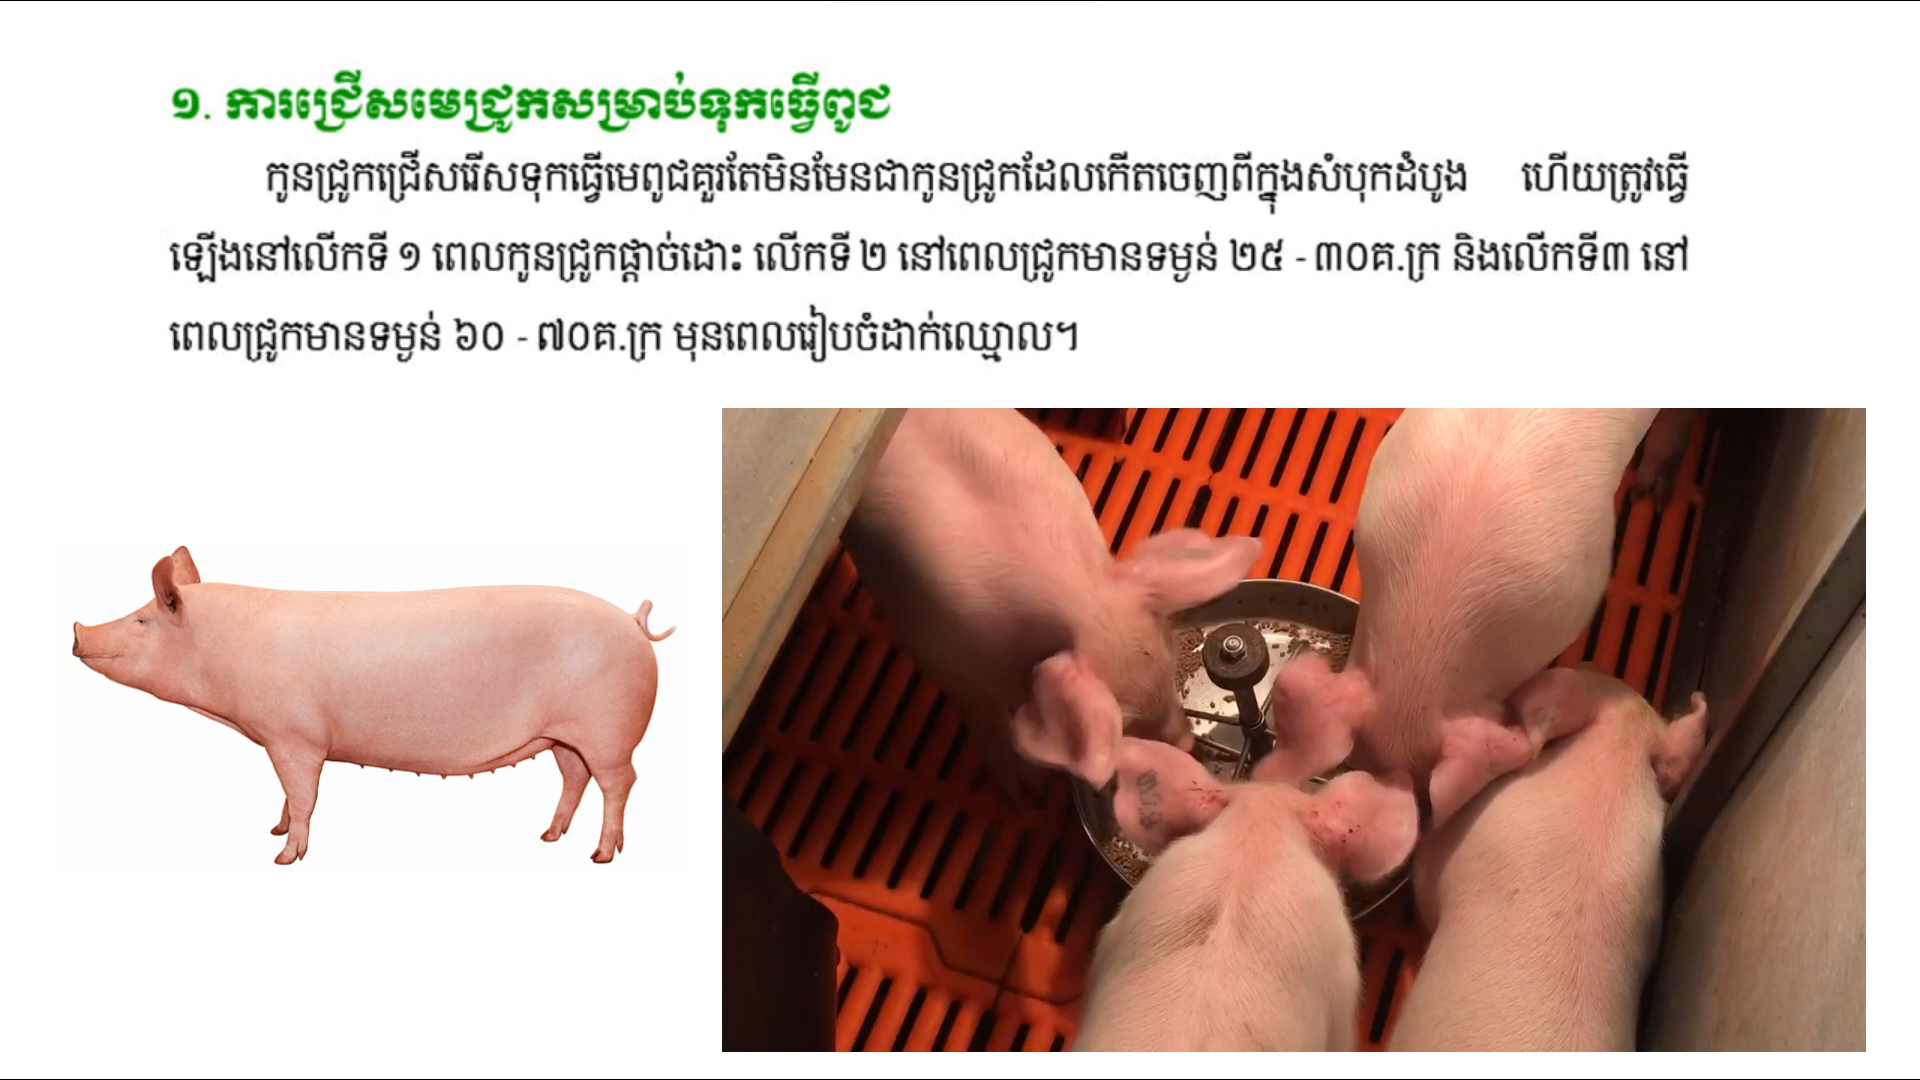 ១. ការជ្រើសមេជ្រូកសម្រាប់ទុកធ្វើពូជ
កូនជ្រូកជ្រើសរើសទុកធ្វើមេពូជគួរតែមិនមែនជាកូនជ្រូកដែលកើតចេញពីក្នុងសំបុកដំបូង ហើយត្រូវធ្វើ
ឡើងនៅលើកទី ១ ពេលកូនជ្រូកផ្តាច់ដោះ លើកទី ២ នៅពេលជ្រូកមានទម្ងន់ ២៥ - ៣០គ.ក្រ និងលើកទី៣ នៅ
ពេលជ្រូកមានទម្ងន់ ៦០ - ៧០គ.ក្រ មុនពេលរៀបចំដាក់ឈ្មោល។